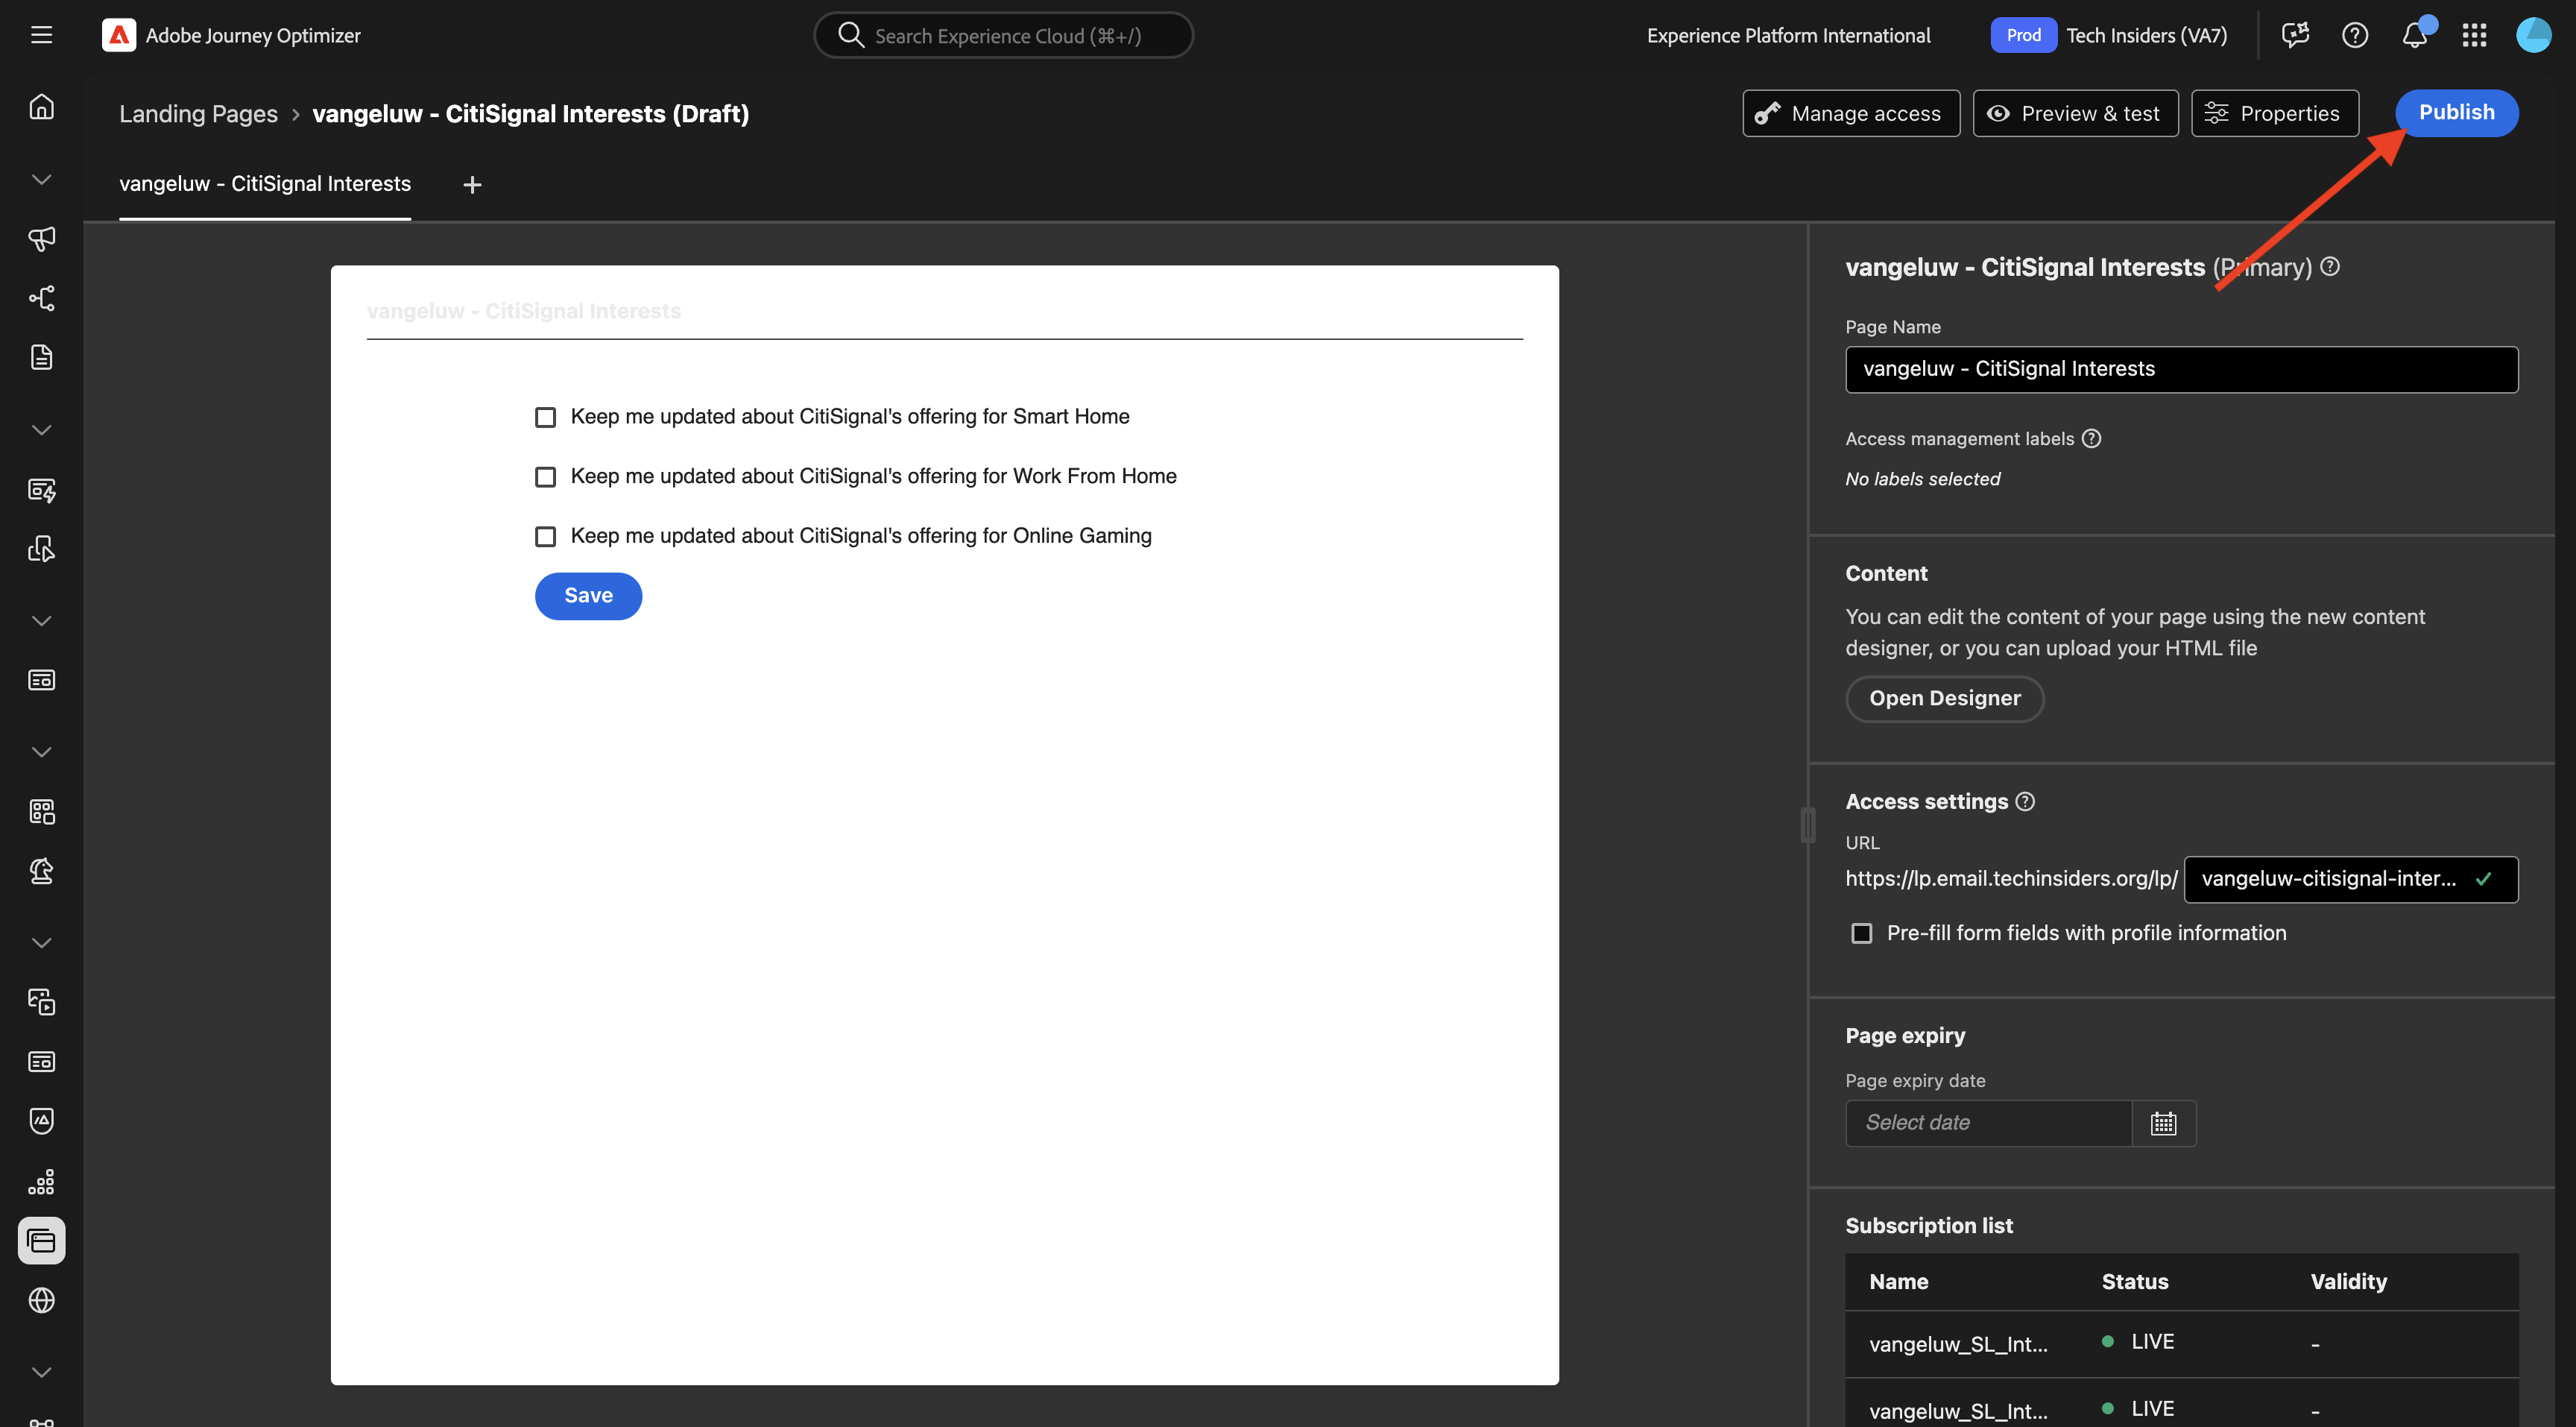 Adobe Journey Optimizer
Search Experience Cloud (⌘+/)
Experience Platform International
Prod
Tech Insiders (VA7)
Landing Pages > vangeluw - CitiSignal Interests (Draft)
Manage access
Preview & test
Properties
Publish
vangeluw - CitiSignal Interests
+
vangeluw - CitiSignal Interests
Keep me updated about CitiSignal's offering for Smart Home
Keep me updated about CitiSignal's offering for Work From Home
Keep me updated about CitiSignal's offering for Online Gaming
Save
vangeluw - CitiSignal Interests (Primary)
Page Name
vangeluw - CitiSignal Interests
Access management labels
No labels selected
Content
You can edit the content of your page using the new content
designer, or you can upload your HTML file
Open Designer
Access settings
URL
https://lp.email.techinsiders.org/lp/ vangeluw-citisignal-inter...
Pre-fill form fields with profile information
Page expiry
Page expiry date
Select date
Subscription list
Name Status Validity
vangeluw_SL_Int... LIVE -
vangeluw_SL_Int... LIVE -